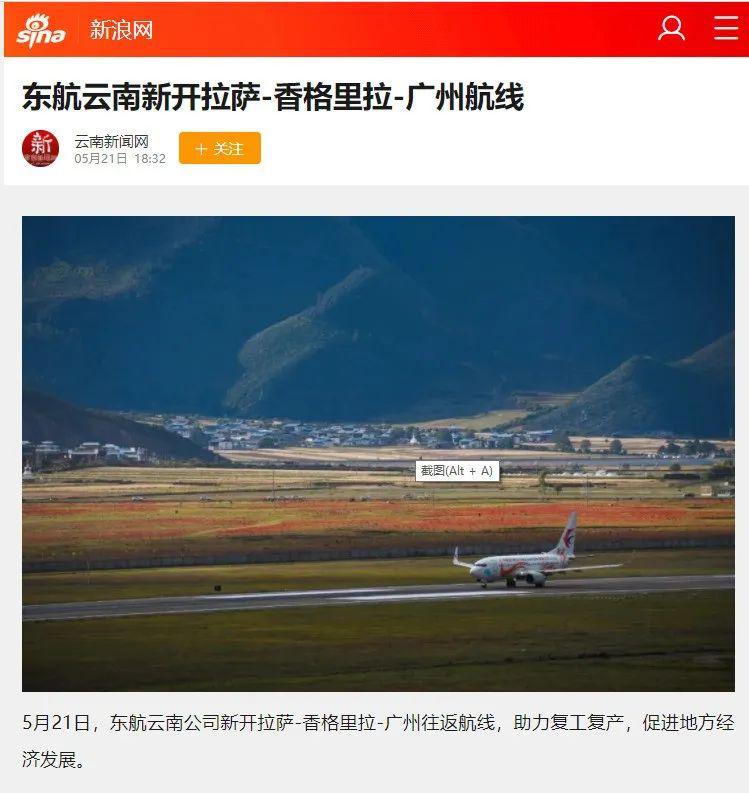 sina 新浪网
东航云南新开拉萨-香格里拉-广州航线
新
云南新闻网
05月21日 18:32
+ 关注
截图(Alt + A)
5月21日，东航云南公司新开拉萨-香格里拉-广州往返航线，助力复工复产，促进地方经
济发展。